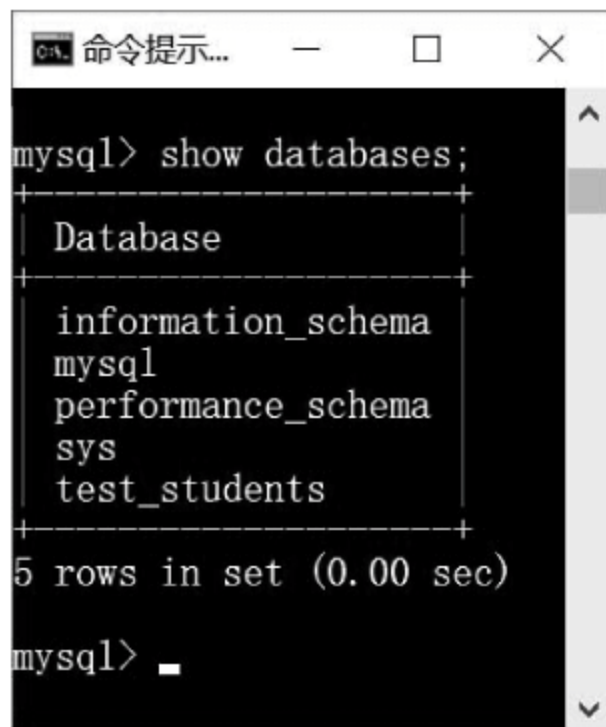 命令提示...
mysql> show databases;
+--------------------+
| Database           |
+--------------------+
| information_schema |
| mysql              |
| performance_schema |
| sys                |
| test_students      |
+--------------------+
5 rows in set (0.00 sec)
mysql>